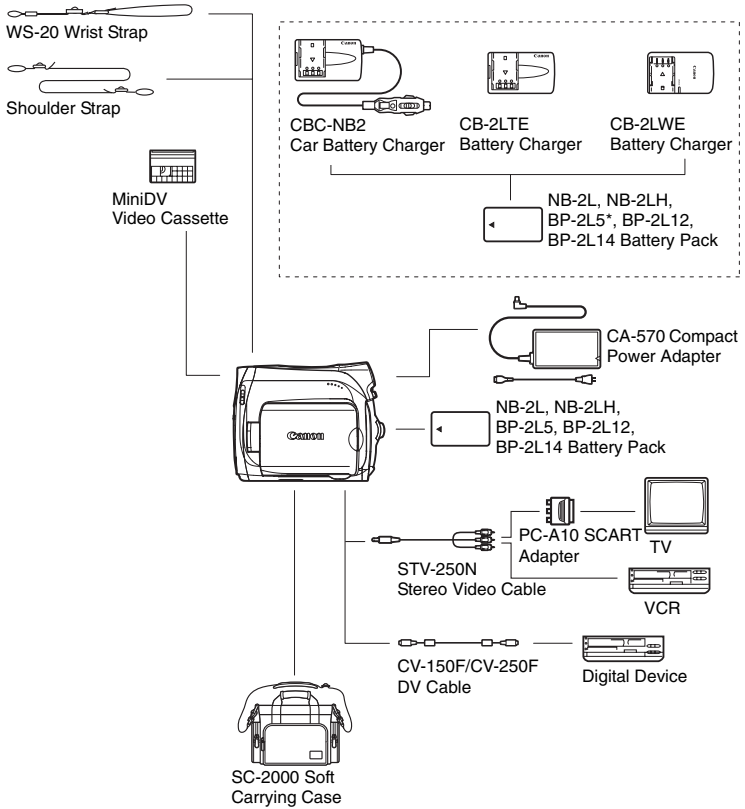 WS-20 Wrist Strap
Shoulder Strap
MiniDV
Video Cassette
Canon
CBC-NB2
Car Battery Charger
Canon
CB-2LTE
Battery Charger
Canon
CB-2LWE
Battery Charger
NB-2L, NB-2LH,
BP-2L5*, BP-2L12,
BP-2L14 Battery Pack
CA-570 Compact
Power Adapter
Canon
NB-2L, NB-2LH,
BP-2L5, BP-2L12,
BP-2L14 Battery Pack
STV-250N
Stereo Video Cable
PC-A10 SCART
Adapter
TV
VCR
CV-150F/CV-250F
DV Cable
Digital Device
SC-2000 Soft
Carrying Case